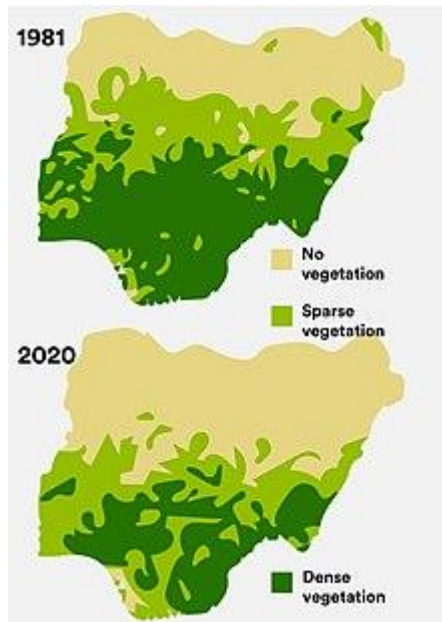 1981
No
vegetation
Sparse
vegetation
2020
Dense
vegetation